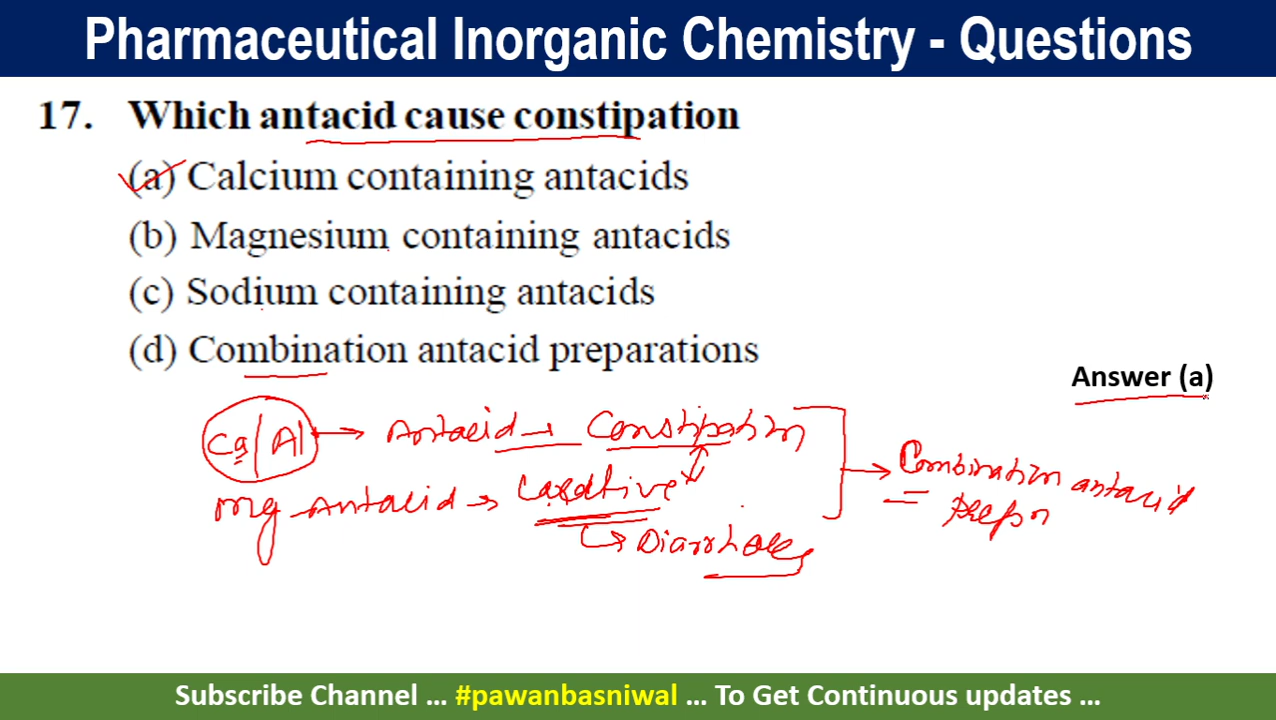 Pharmaceutical Inorganic Chemistry - Questions
17. Which antacid cause constipation
(a) Calcium containing antacids
(b) Magnesium containing antacids
(c) Sodium containing antacids
(d) Combination antacid preparations
Answer (a)
Ca/Al → Antacid → Constipation
mg Antacid → Laxative
↳ Diarrhoea
→ Combination antacid
Prepn
Subscribe Channel ... #pawanbasniwal ... To Get Continuous updates ...